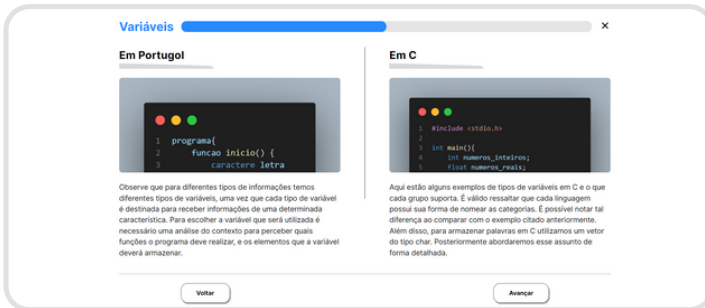 Variáveis
×
Em Portugol
1 programa{
2 funcao inicio() {
3 caractere letra
Observe que para diferentes tipos de informações temos
diferentes tipos de variáveis, uma vez que cada tipo de variável
é destinada para receber informações de uma determinada
característica. Para escolher a variável que será utilizada é
necessário uma análise do contexto para perceber quais
funções o programa deve realizar, e os elementos que a variável
deverá armazenar.
Em C
1 #include <stdio.h>
2
3 int main(){
4 int numeros_inteiros;
5 float numeros_reais;
Aqui estão alguns exemplos de tipos de variáveis em C e o que
cada grupo suporta. É válido ressaltar que cada linguagem
possui sua forma de nomear as categorias. É possível notar tal
diferença ao comparar com o exemplo citado anteriormente.
Além disso, para armazenar palavras em C utilizamos um vetor
do tipo char. Posteriormente abordaremos esse assunto de
forma detalhada.
Voltar
Avançar